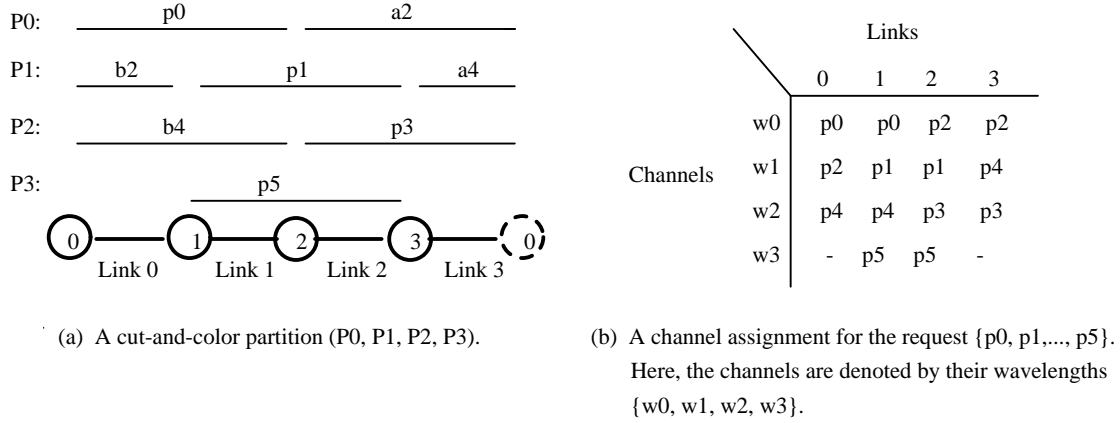 P0: p0 a2
P1: b2 p1 a4
P2: b4 p3
P3: p5
0 1 2 3 0
Link 0 Link 1 Link 2 Link 3
(a) A cut-and-color partition (P0, P1, P2, P3).
Links
0 1 2 3
w0 p0 p0 p2 p2
Channels
w1 p2 p1 p1 p4
w2 p4 p4 p3 p3
w3 - p5 p5 -
(b) A channel assignment for the request {p0, p1,..., p5}.
Here, the channels are denoted by their wavelengths
{w0, w1, w2, w3}.